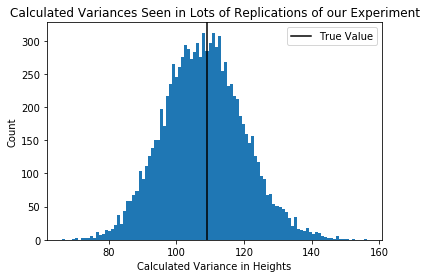 Calculated Variances Seen in Lots of Replications of our Experiment
True Value
300
250
200
150
100
50
0
Count
80 100 120 140 160
Calculated Variance in Heights